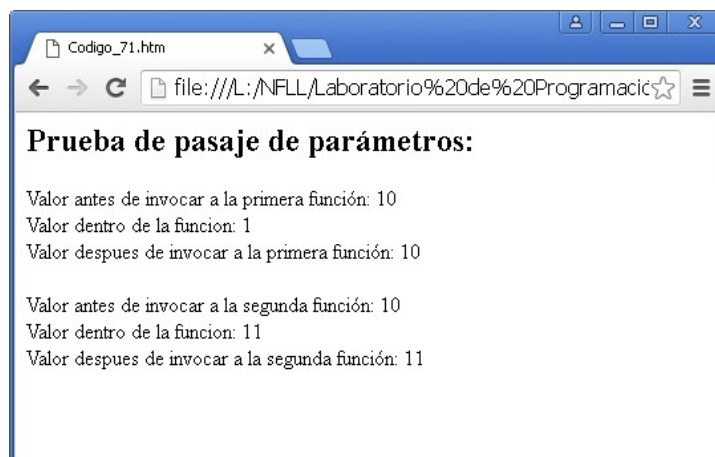 Codigo_71.htm
file:///L:/NFLL/Laboratorio%20de%20Programació
Prueba de pasaje de parámetros:
Valor antes de invocar a la primera función: 10
Valor dentro de la funcion: 1
Valor despues de invocar a la primera función: 10
Valor antes de invocar a la segunda función: 10
Valor dentro de la funcion: 11
Valor despues de invocar a la segunda función: 11